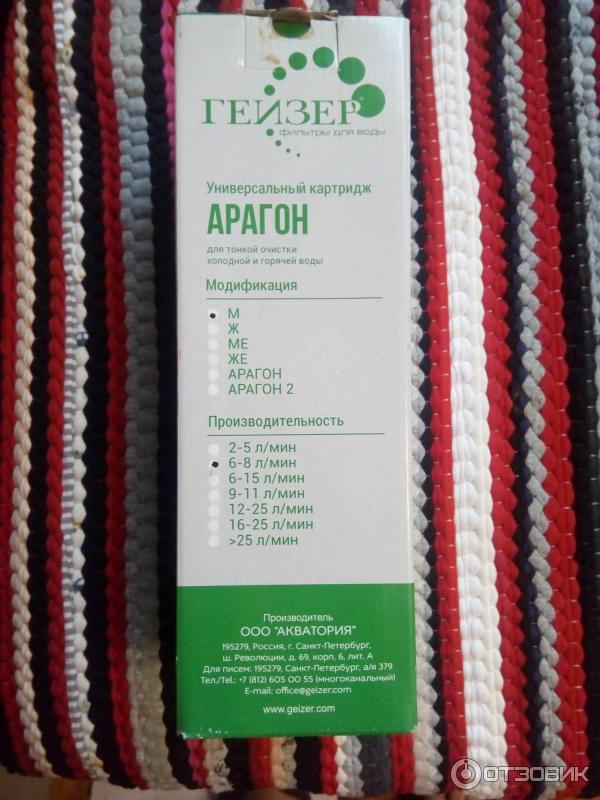 ГЕЙЗЕР
фильтры для воды
Универсальный картридж
АРАГОН
для тонкой очистки
холодной и горячей воды
Модификация
М
Ж
МЕ
ЖЕ
АРАГОН
АРАГОН 2
Производительность
2-5 л/мин
6-8 л/мин
6-15 л/мин
9-11 л/мин
12-25 л/мин
16-25 л/мин
>25 л/мин
Производитель
ООО "АКВАТОРИЯ"
195279, Россия, г. Санкт-Петербург,
ш. Революции, д. 69, корп. 6, лит. А
Для писем: 195279, Санкт-Петербург, а/я 379
Тел./Tel.: +7 (812) 605 00 55 (многоканальный)
E-mail: office@geizer.com
www.geizer.com
ОТЗОВИК